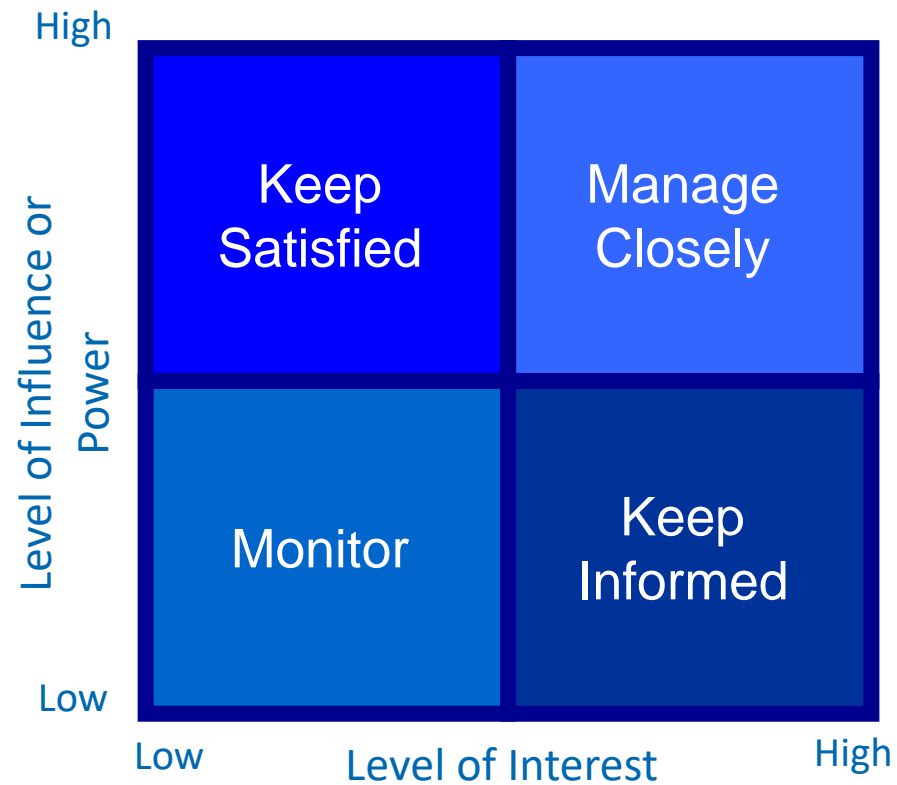 High
Keep
Satisfied
Manage
Closely
Level of Influence or
Power
Monitor
Keep
Informed
Low
Low
Level of Interest
High